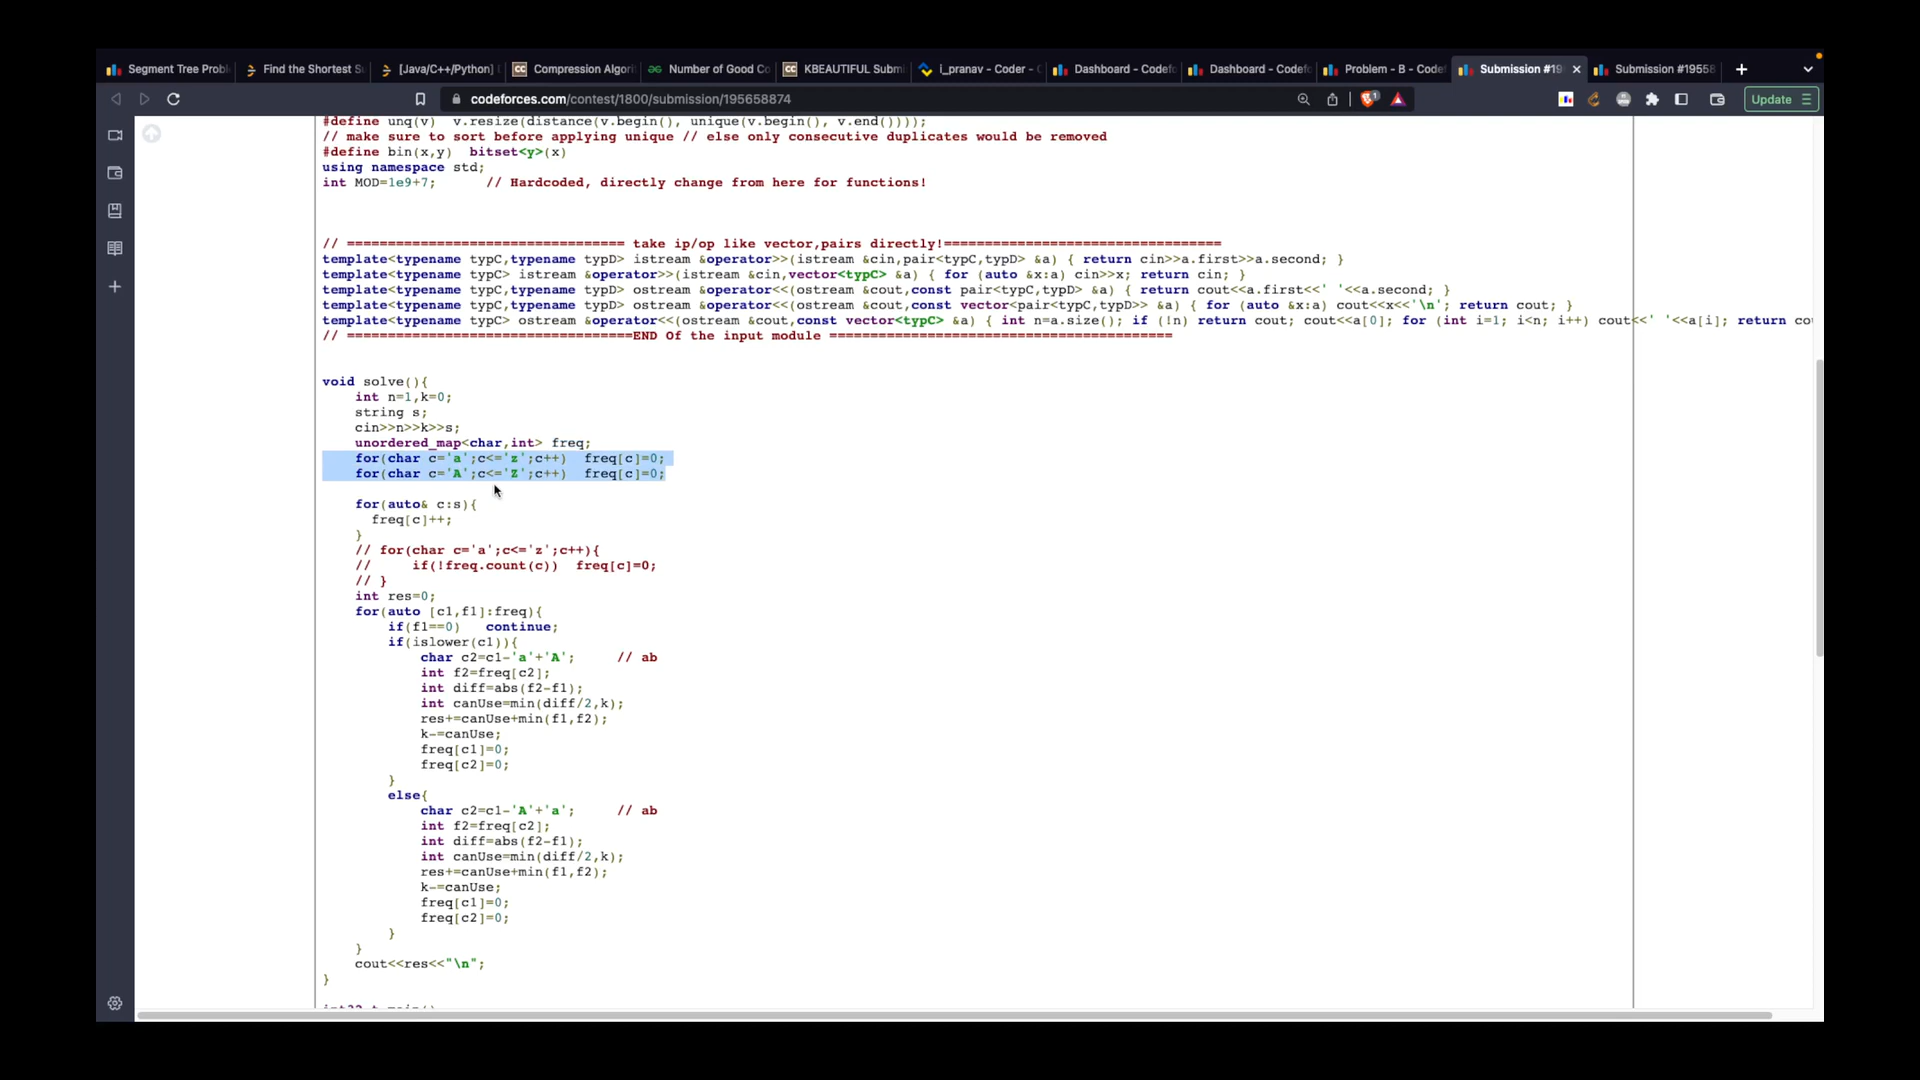 Segment Tree Probl
Find the Shortest S
[Java/C++/Python]
Compression Algori
Number of Good Co
KBEAUTIFUL Submi
i_pranav - Coder - C
Dashboard - Codefo
Dashboard - Codefo
Problem - B - Codef
Submission #19
Submission #19558
codeforces.com/contest/1800/submission/195658874
1
Update
#define unq(v)  v.resize(distance(v.begin(), unique(v.begin(), v.end())));
// make sure to sort before applying unique // else only consecutive duplicates would be removed
#define bin(x,y)  bitset<y>(x)
using namespace std;
int MOD=1e9+7;      // Hardcoded, directly change from here for functions!
// ================================== take ip/op like vector,pairs directly!==================================
template<typename typC,typename typD> istream &operator>>(istream &cin,pair<typC,typD> &a) { return cin>>a.first>>a.second; }
template<typename typC> istream &operator>>(istream &cin,vector<typC> &a) { for (auto &x:a) cin>>x; return cin; }
template<typename typC,typename typD> ostream &operator<<(ostream &cout,const pair<typC,typD> &a) { return cout<<a.first<<' '<<a.second; }
template<typename typC,typename typD> ostream &operator<<(ostream &cout,const vector<pair<typC,typD>> &a) { for (auto &x:a) cout<<x<<'\n'; return cout; }
template<typename typC> ostream &operator<<(ostream &cout,const vector<typC> &a) { int n=a.size(); if (!n) return cout; cout<<a[0]; for (int i=1; i<n; i++) cout<<' '<<a[i]; return cou
// ===================================END Of the input module ==========================================
void solve(){
    int n=1,k=0;
    string s;
    cin>>n>>k>>s;
    unordered_map<char,int> freq;
    for(char c='a';c<='z';c++)  freq[c]=0;
    for(char c='A';c<='Z';c++)  freq[c]=0;
    for(auto& c:s){
      freq[c]++;
    }
    // for(char c='a';c<='z';c++){
    //     if(!freq.count(c))  freq[c]=0;
    // }
    int res=0;
    for(auto [c1,f1]:freq){
        if(f1==0)   continue;
        if(islower(c1)){
            char c2=c1-'a'+'A';     // ab
            int f2=freq[c2];
            int diff=abs(f2-f1);
            int canUse=min(diff/2,k);
            res+=canUse+min(f1,f2);
            k-=canUse;
            freq[c1]=0;
            freq[c2]=0;
        }
        else{
            char c2=c1-'A'+'a';     // ab
            int f2=freq[c2];
            int diff=abs(f2-f1);
            int canUse=min(diff/2,k);
            res+=canUse+min(f1,f2);
            k-=canUse;
            freq[c1]=0;
            freq[c2]=0;
        }
    }
    cout<<res<<"\n";
}